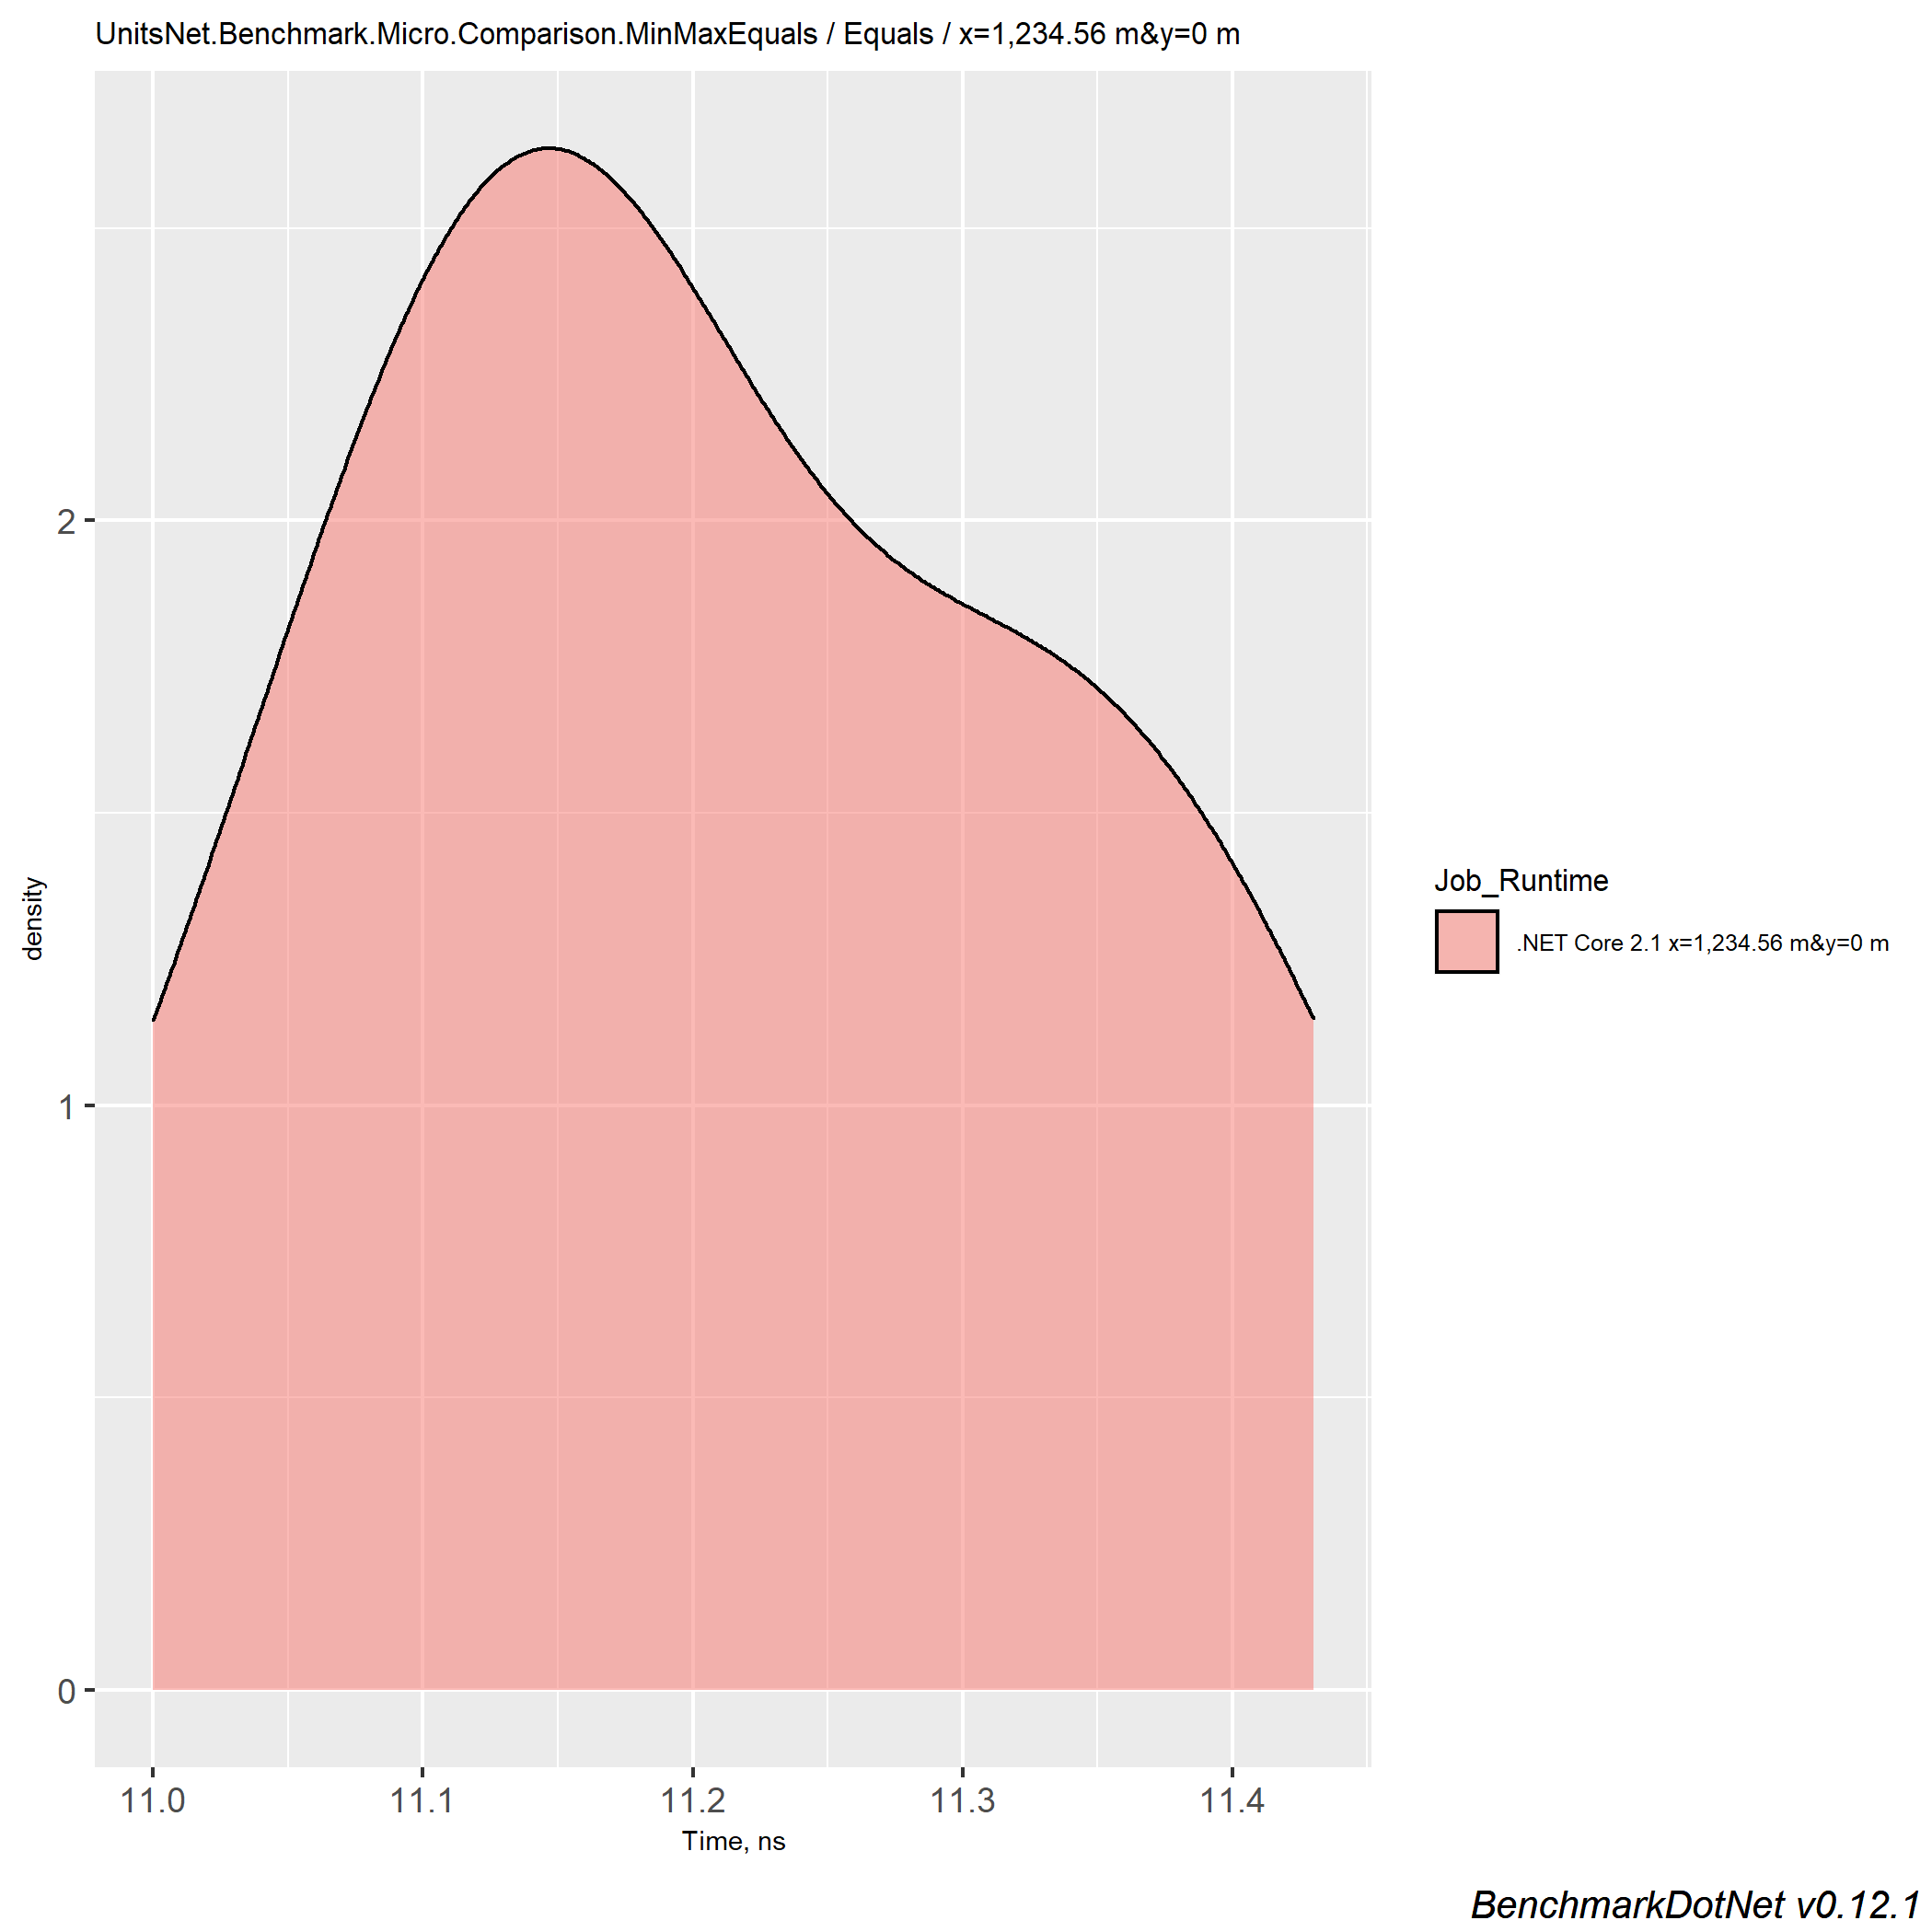 UnitsNet.Benchmark.Micro.Comparison.MinMaxEquals / Equals / x=1,234.56 m&y=0 m
density
2
1
0
11.0 11.1 11.2 11.3 11.4
Time, ns
Job_Runtime
.NET Core 2.1 x=1,234.56 m&y=0 m
BenchmarkDotNet v0.12.1